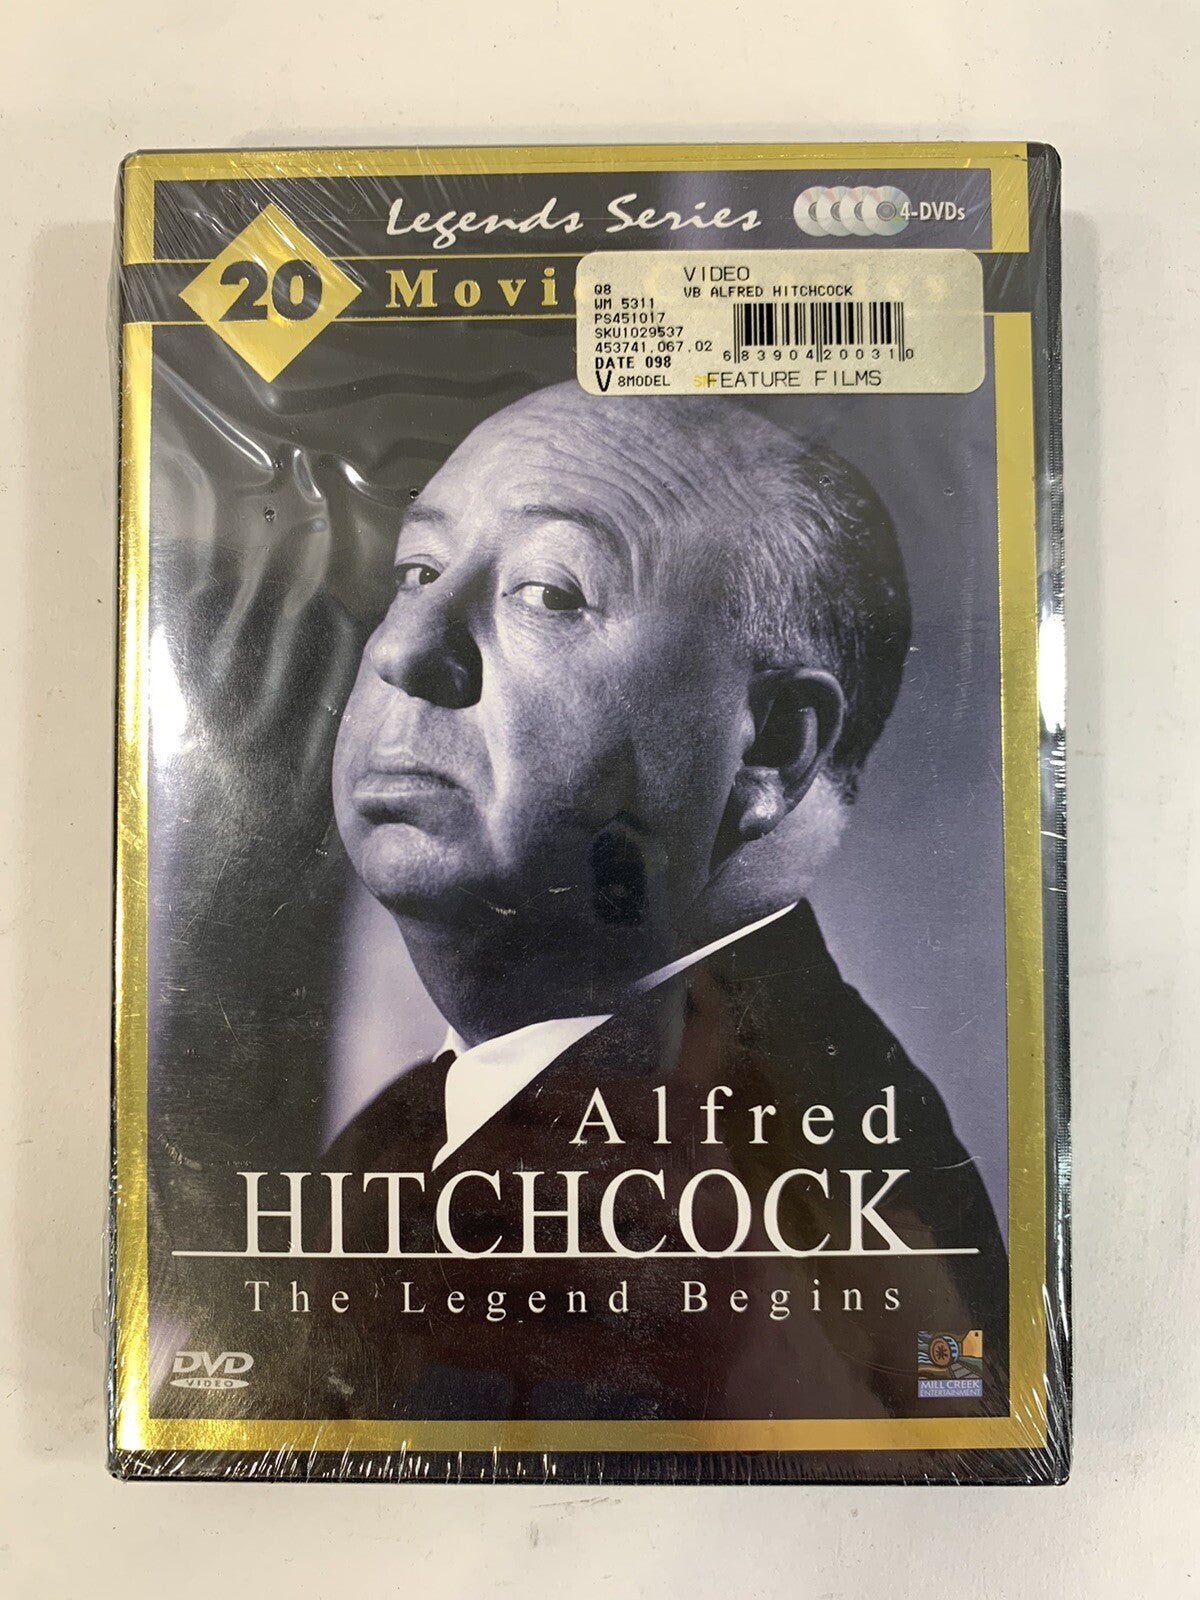 Legends Series
4-DVDs
20 Movi
VIDEO
Q8
VB ALFRED HITCHCOCK
WM 5311
PS451017
SKU1029537
453741,067,02
6 83904 20031 0
DATE 098
V 8MODEL
FEATURE FILMS
Alfred
HITCHCOCK
The Legend Begins
DVD
VIDEO
MILL CREEK
ENTERTAINMENT